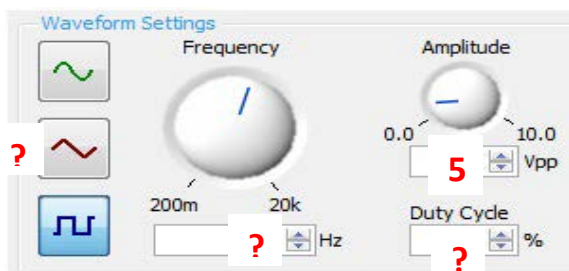 Waveform Settings
Frequency
Amplitude
0.0
10.0
?
5
Vpp
200m
20k
Duty Cycle
?
Hz
?
%